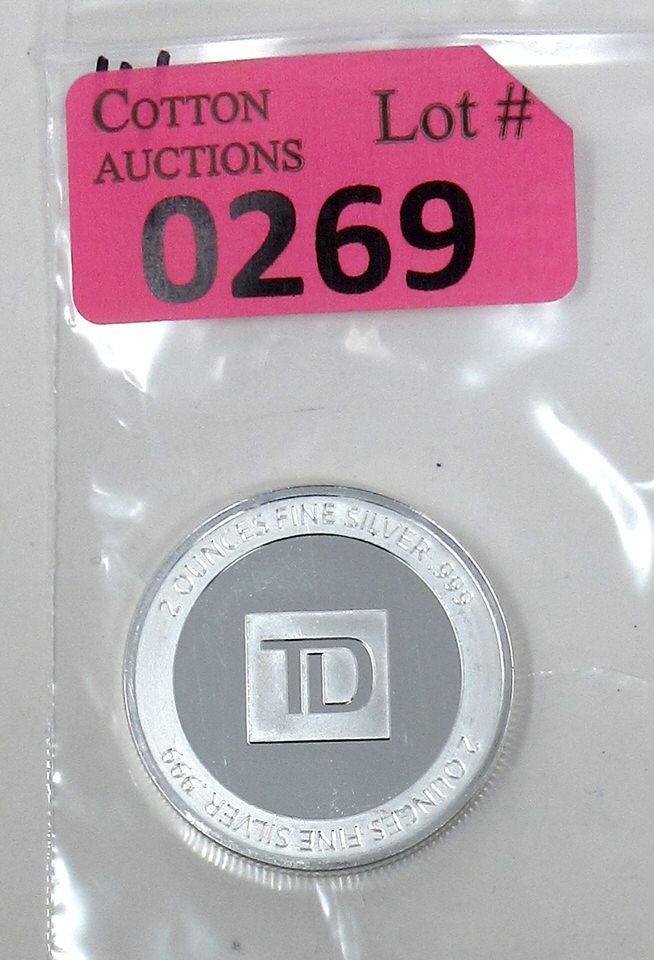 COTTON
AUCTIONS
Lot #
0269
2 OUNCES FINE SILVER .999
TD
2 OUNCES FINE SILVER .999